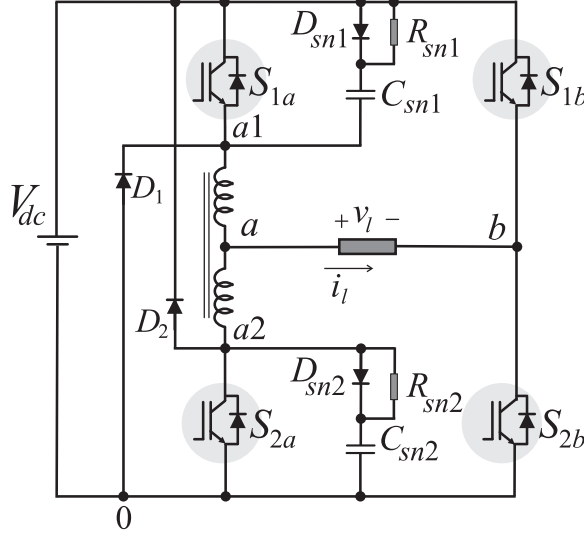 D_sn1
R_sn1
S_1a
S_1b
C_sn1
a1
D_1
V_dc
a
+ v_l −
b
i_l
D_2
a2
D_sn2
R_sn2
S_2a
S_2b
C_sn2
0